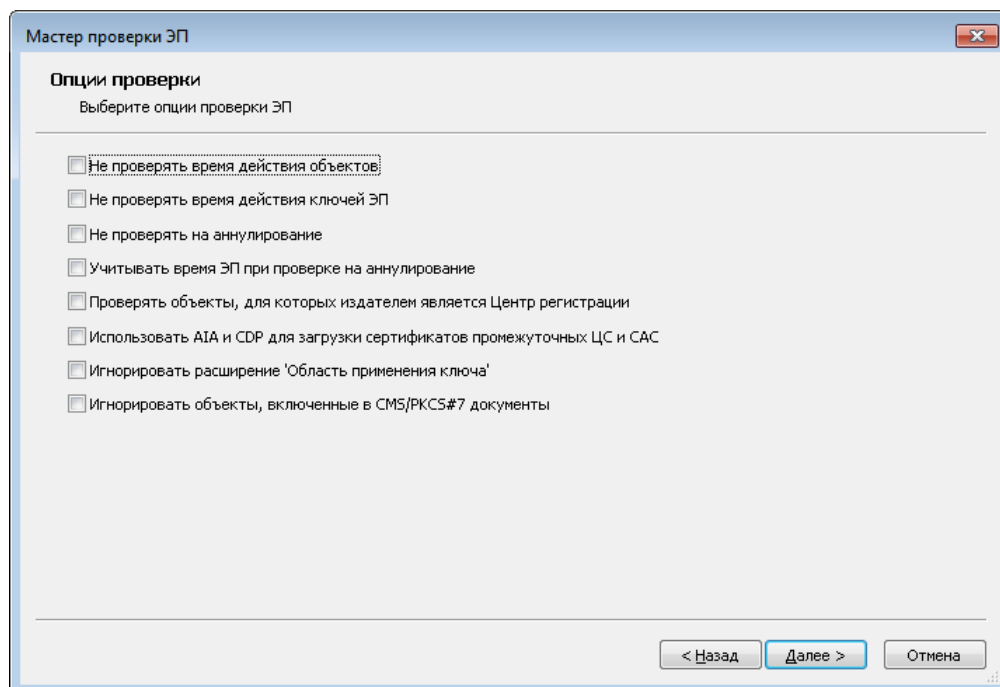 Мастер проверки ЭП
Опции проверки
Выберите опции проверки ЭП
Не проверять время действия объектов
Не проверять время действия ключей ЭП
Не проверять на аннулирование
Учитывать время ЭП при проверке на аннулирование
Проверять объекты, для которых издателем является Центр регистрации
Использовать AIA и CDP для загрузки сертификатов промежуточных ЦС и САС
Игнорировать расширение 'Область применения ключа'
Игнорировать объекты, включенные в CMS/PKCS#7 документы
< Назад Далее > Отмена